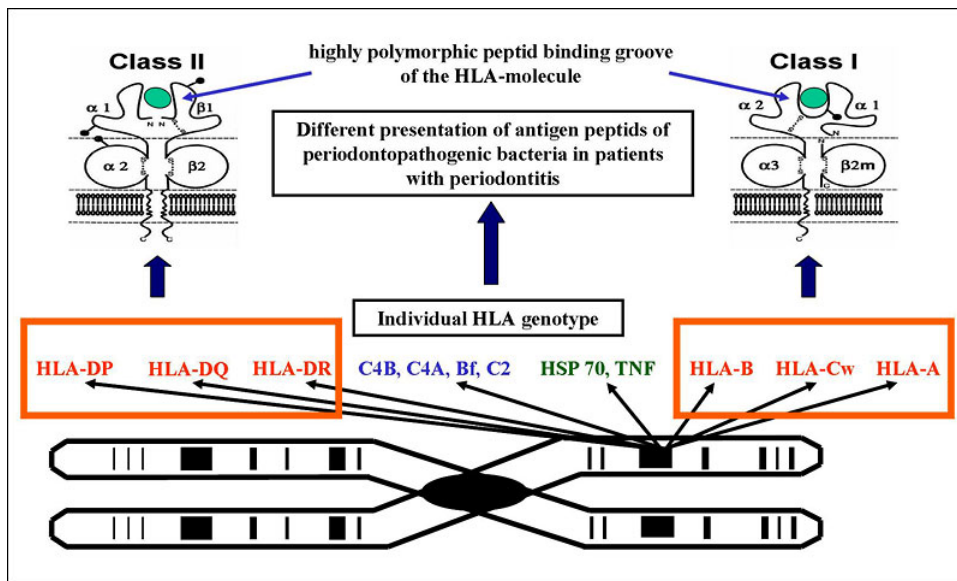 Class II
highly polymorphic peptid binding groove
of the HLA-molecule
Class I
α 1
β1
N N
S
S
α 2
α 1
S
S
Different presentation of antigen peptids of
periodontopathogenic bacteria in patients
with periodontitis
α 2
S
S
S
S
β2
C C
N
N
α3
S
S
S
S
β2m
C
C
Individual HLA genotype
HLA-DP HLA-DQ HLA-DR C4B, C4A, Bf, C2 HSP 70, TNF HLA-B HLA-Cw HLA-A